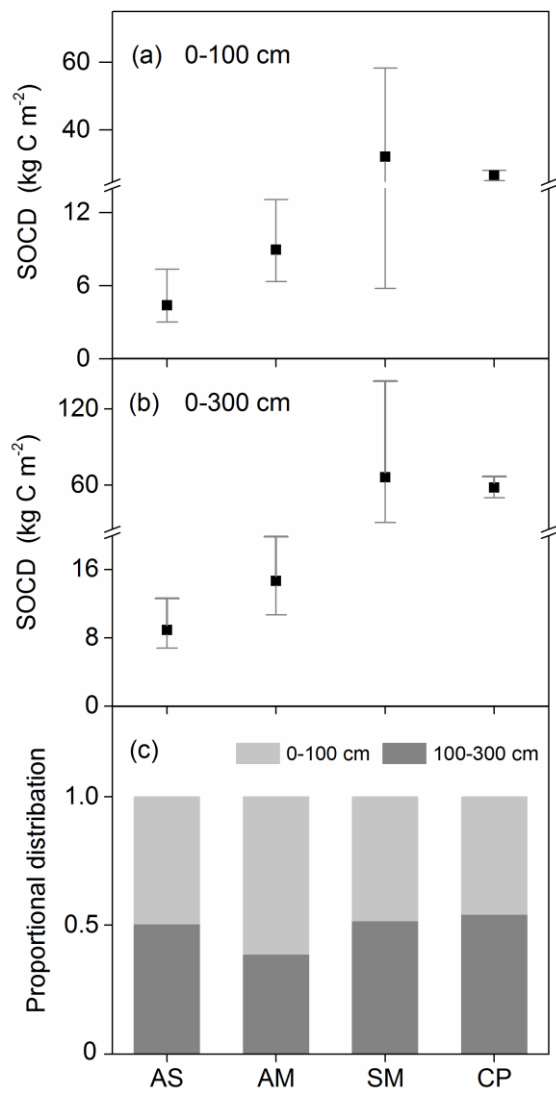 (a) 0-100 cm
60
40
12
6
0
SOCD (kg C m⁻²)
(b) 0-300 cm
120
60
16
8
0
SOCD (kg C m⁻²)
(c)
0-100 cm 100-300 cm
1.0
0.5
0
Proportional distribation
AS AM SM CP